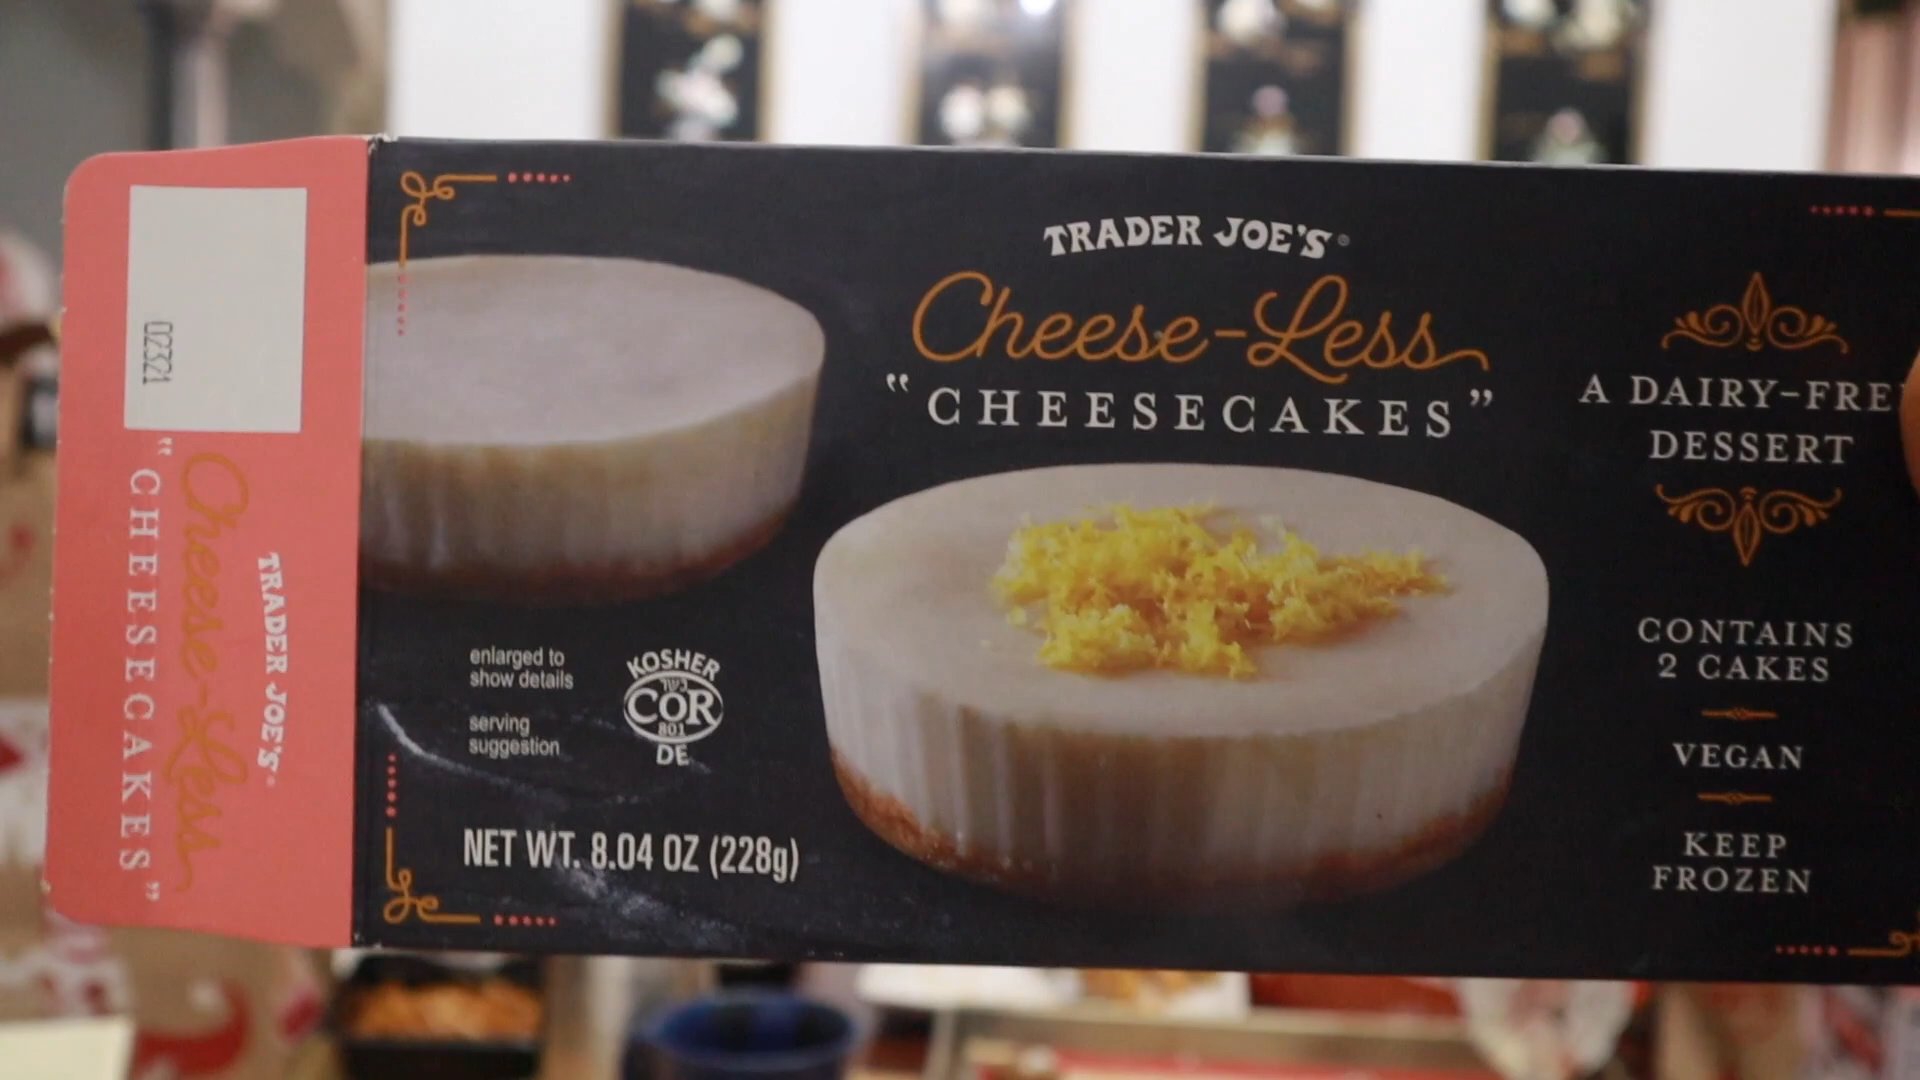 02321
TRADER JOE'S
Cheese-Less
"CHEESECAKES"
TRADER JOE'S®
Cheese-Less
"CHEESECAKES"
A DAIRY-FRE
DESSERT
CONTAINS
2 CAKES
VEGAN
KEEP
FROZEN
enlarged to
show details
serving
suggestion
KOSHER
כשר
COR
801
DE
NET WT. 8.04 OZ (228g)